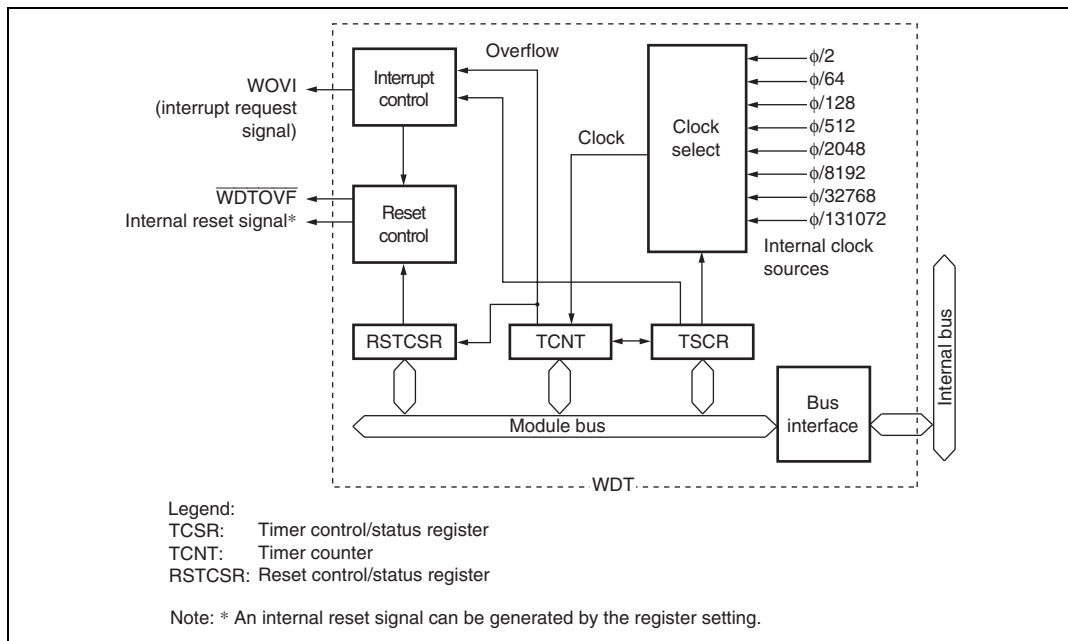 Overflow
WOVI
(interrupt request
signal)
Interrupt
control
WDTOVF
Internal reset signal*
Reset
control
Clock
Clock
select
ϕ/2
ϕ/64
ϕ/128
ϕ/512
ϕ/2048
ϕ/8192
ϕ/32768
ϕ/131072
Internal clock
sources
RSTCSR
TCNT
TSCR
Module bus
Bus
interface
Internal bus
WDT
Legend:
TCSR: Timer control/status register
TCNT: Timer counter
RSTCSR: Reset control/status register
Note: * An internal reset signal can be generated by the register setting.